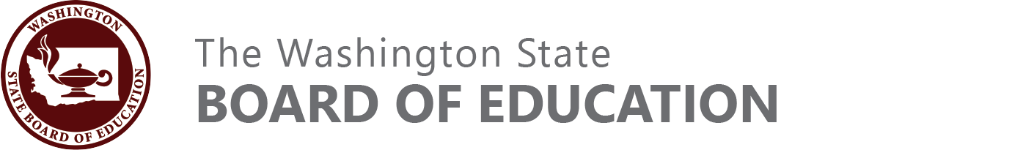 WASHINGTON
STATE BOARD OF EDUCATION
The Washington State
BOARD OF EDUCATION